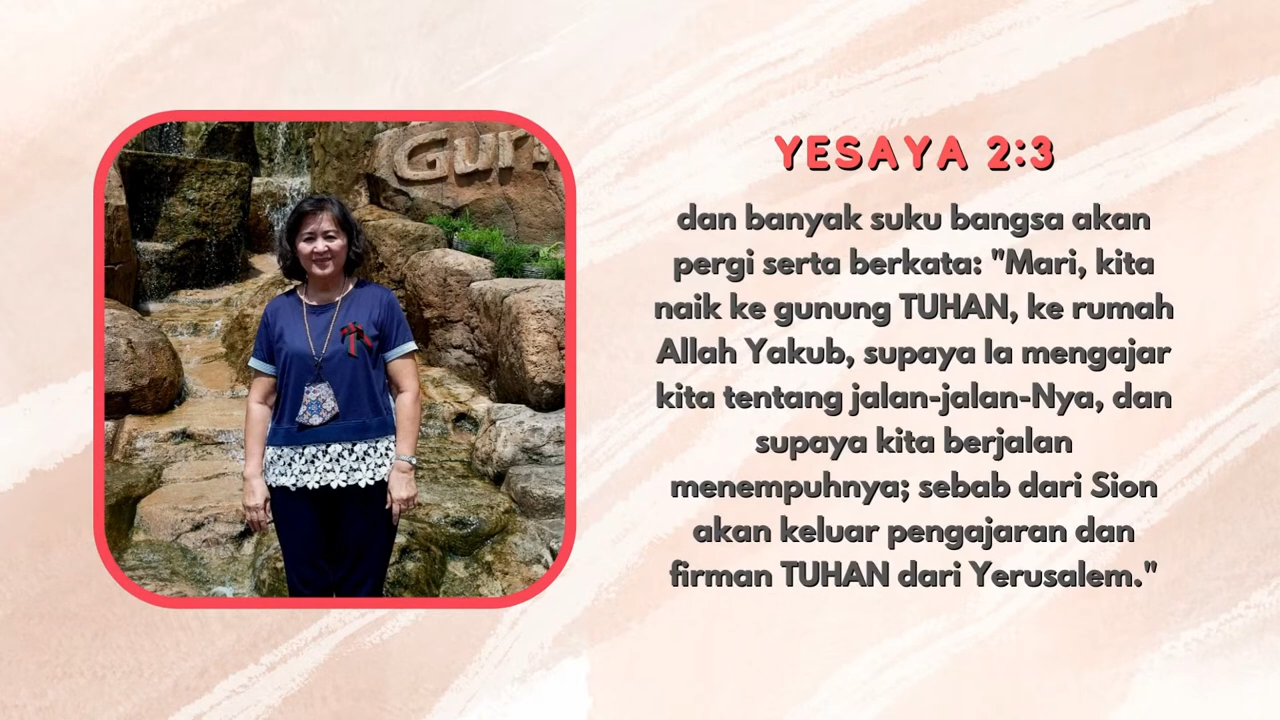 YESAYA 2:3
dan banyak suku bangsa akan
pergi serta berkata: "Mari, kita
naik ke gunung TUHAN, ke rumah
Allah Yakub, supaya Ia mengajar
kita tentang jalan-jalan-Nya, dan
supaya kita berjalan
menempuhnya; sebab dari Sion
akan keluar pengajaran dan
firman TUHAN dari Yerusalem."